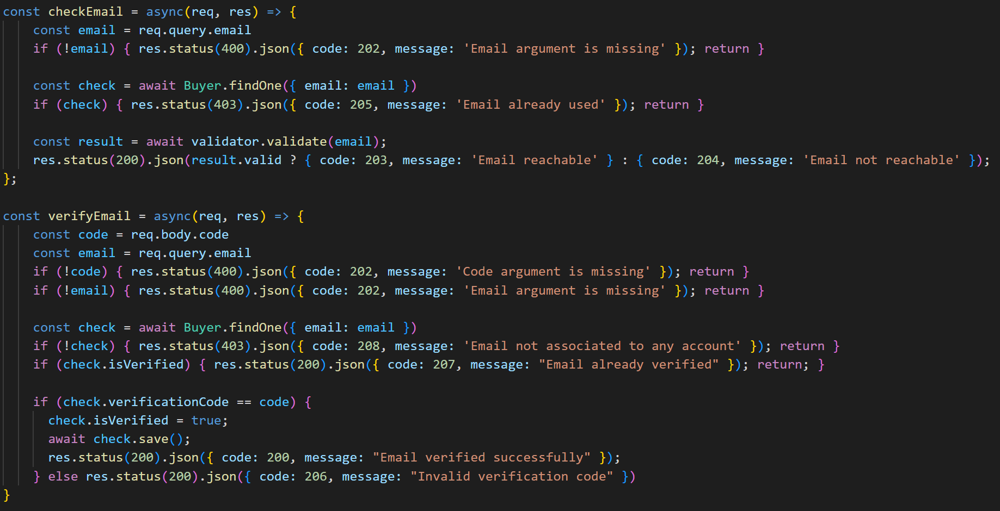 const checkEmail = async(req, res) => {
    const email = req.query.email
    if (!email) { res.status(400).json({ code: 202, message: 'Email argument is missing' }); return }

    const check = await Buyer.findOne({ email: email })
    if (check) { res.status(403).json({ code: 205, message: 'Email already used' }); return }

    const result = await validator.validate(email);
    res.status(200).json(result.valid ? { code: 203, message: 'Email reachable' } : { code: 204, message: 'Email not reachable' });
};

const verifyEmail = async(req, res) => {
    const code = req.body.code
    const email = req.query.email
    if (!code) { res.status(400).json({ code: 202, message: 'Code argument is missing' }); return }
    if (!email) { res.status(400).json({ code: 202, message: 'Email argument is missing' }); return }

    const check = await Buyer.findOne({ email: email })
    if (!check) { res.status(403).json({ code: 208, message: 'Email not associated to any account' }); return }
    if (check.isVerified) { res.status(200).json({ code: 207, message: "Email already verified" }); return; }

    if (check.verificationCode == code) {
      check.isVerified = true;
      await check.save();
      res.status(200).json({ code: 200, message: "Email verified successfully" });
    } else res.status(200).json({ code: 206, message: "Invalid verification code" })
}